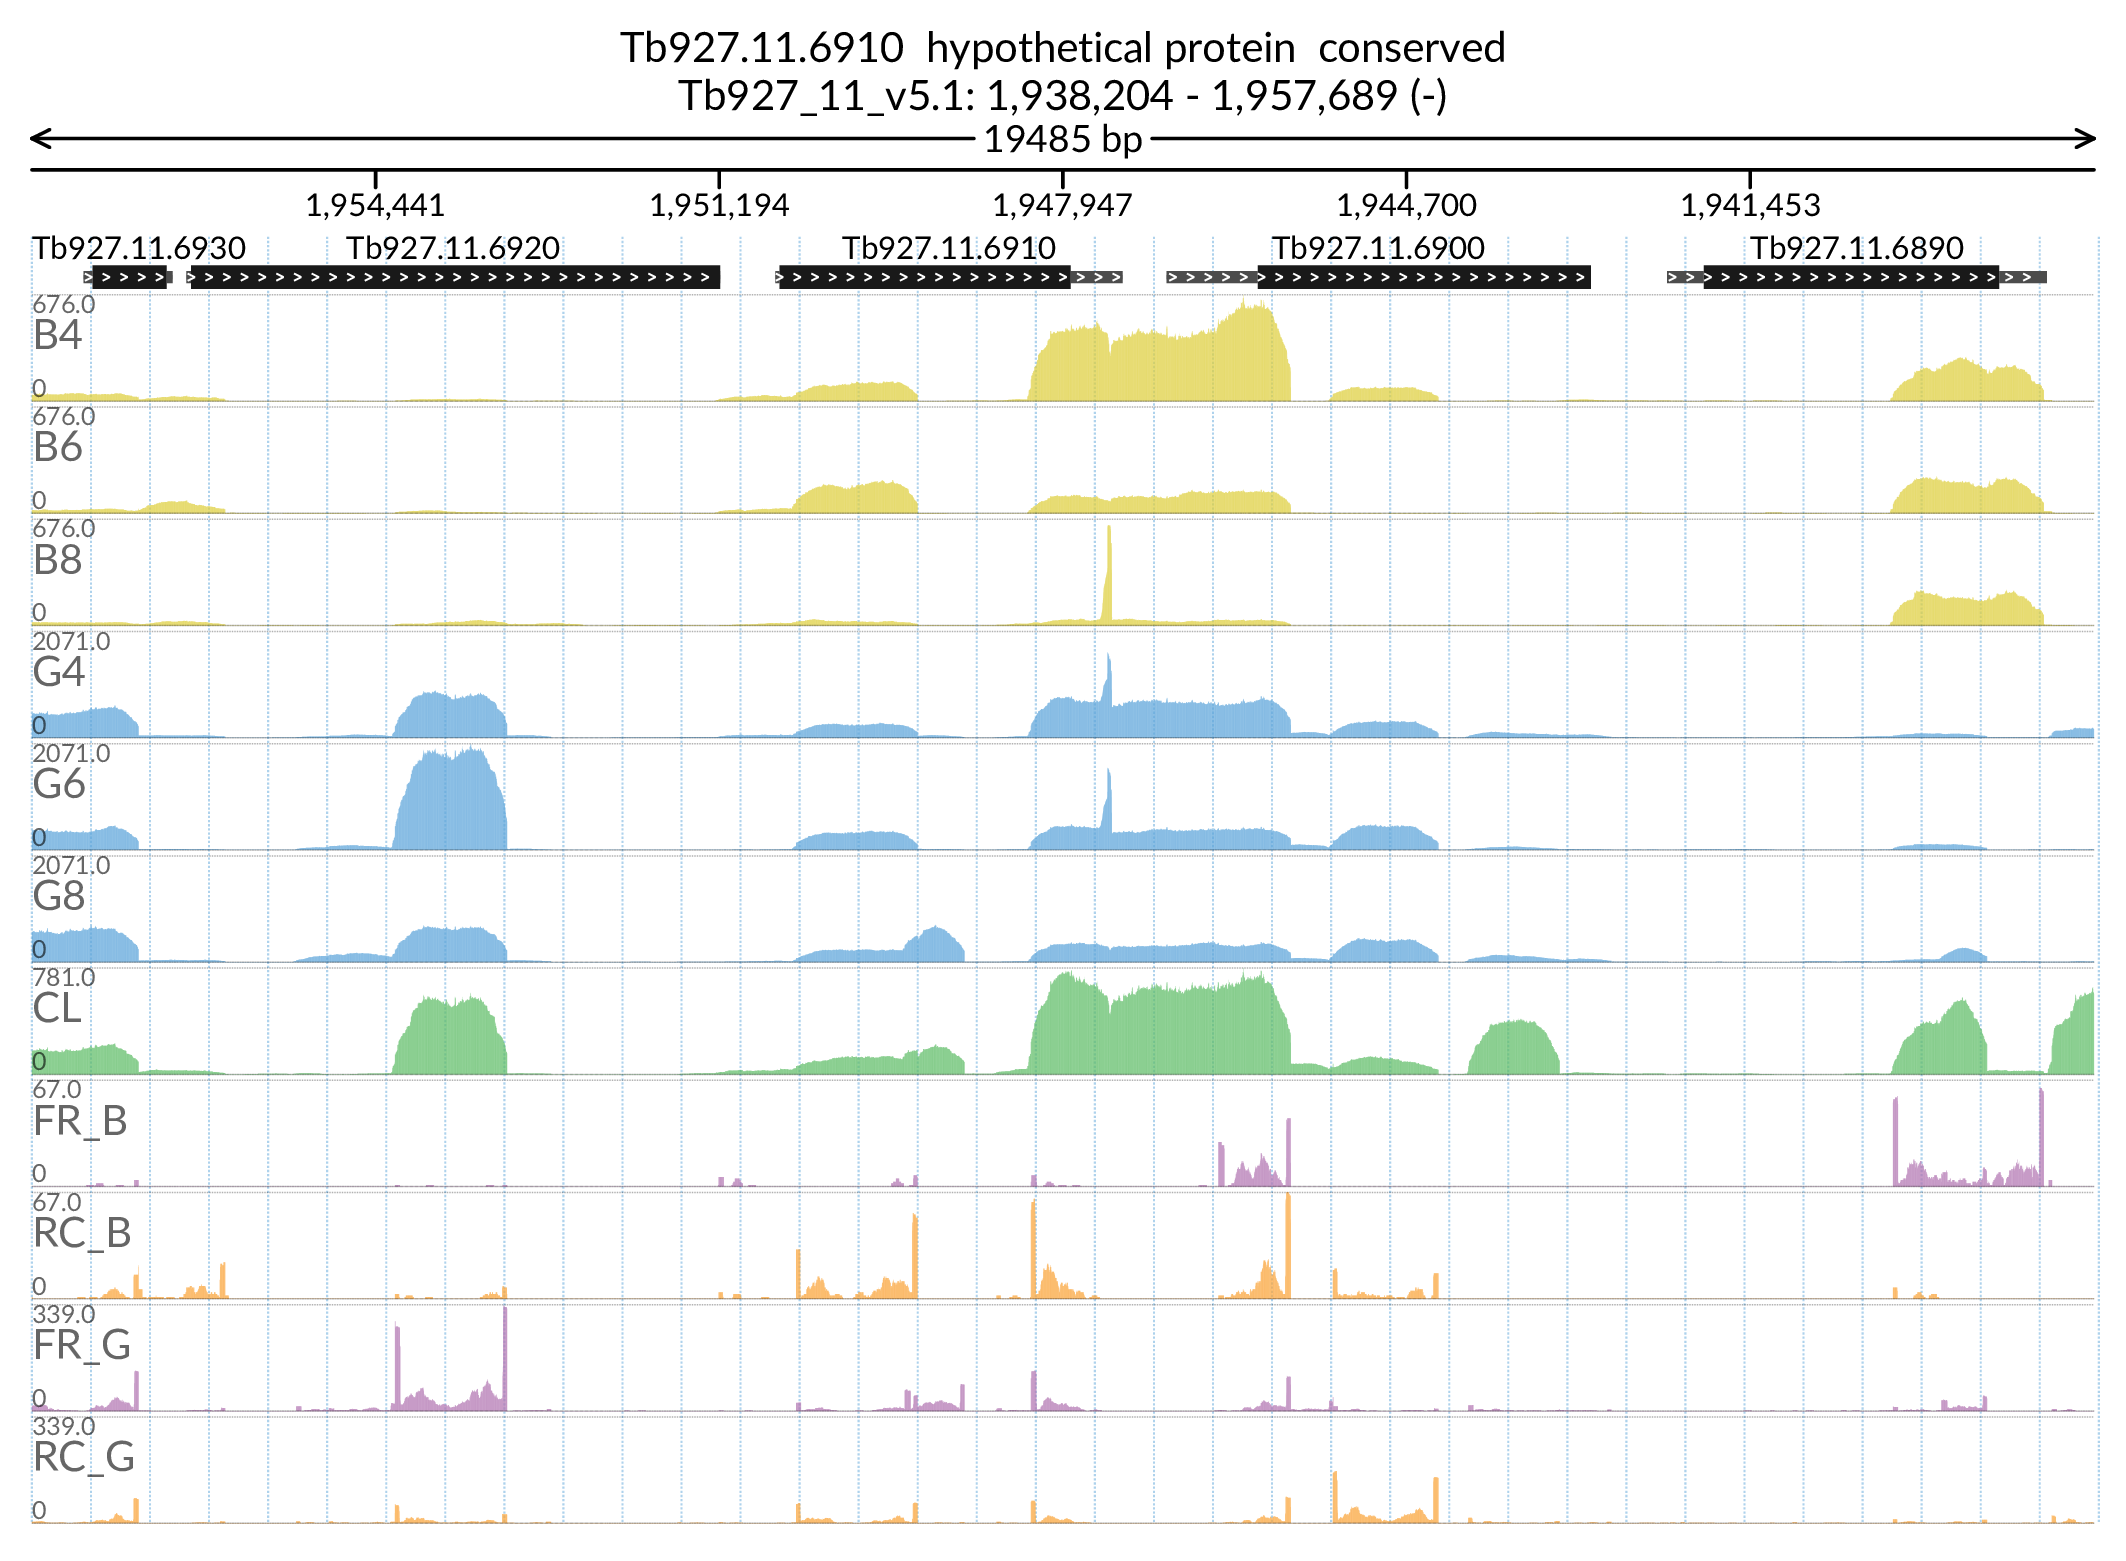 Tb927.11.6910  hypothetical protein  conserved
Tb927_11_v5.1: 1,938,204 - 1,957,689 (-)
19485 bp
1,954,441 1,951,194 1,947,947 1,944,700 1,941,453
Tb927.11.6930 Tb927.11.6920 Tb927.11.6910 Tb927.11.6900 Tb927.11.6890
676.0
B4
0
676.0
B6
0
676.0
B8
0
2071.0
G4
0
2071.0
G6
0
2071.0
G8
0
781.0
CL
0
67.0
FR_B
0
67.0
RC_B
0
339.0
FR_G
0
339.0
RC_G
0